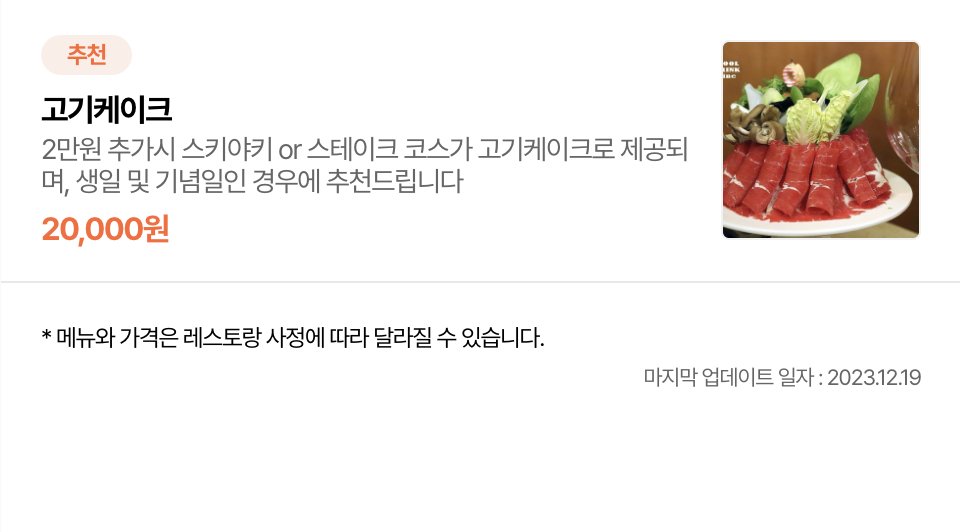 추천
고기케이크
2만원 추가시 스키야키 or 스테이크 코스가 고기케이크로 제공되
며, 생일 및 기념일인 경우에 추천드립니다
20,000원
* 메뉴와 가격은 레스토랑 사정에 따라 달라질 수 있습니다.
마지막 업데이트 일자 : 2023.12.19